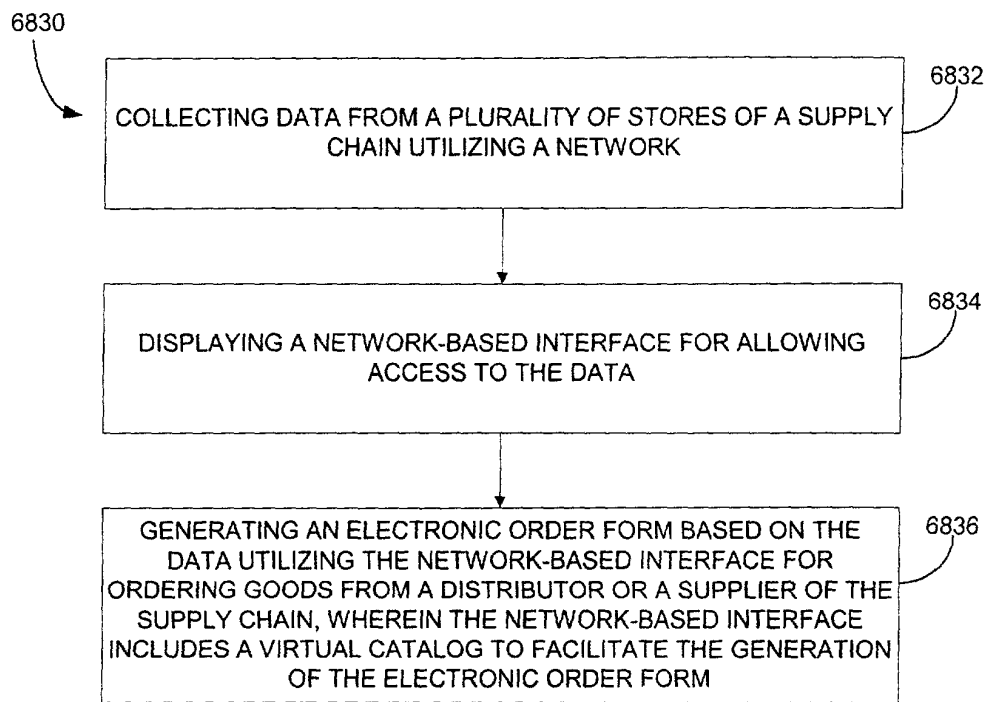 6830
6832
COLLECTING DATA FROM A PLURALITY OF STORES OF A SUPPLY
CHAIN UTILIZING A NETWORK
6834
DISPLAYING A NETWORK-BASED INTERFACE FOR ALLOWING
ACCESS TO THE DATA
6836
GENERATING AN ELECTRONIC ORDER FORM BASED ON THE
DATA UTILIZING THE NETWORK-BASED INTERFACE FOR
ORDERING GOODS FROM A DISTRIBUTOR OR A SUPPLIER OF THE
SUPPLY CHAIN, WHEREIN THE NETWORK-BASED INTERFACE
INCLUDES A VIRTUAL CATALOG TO FACILITATE THE GENERATION
OF THE ELECTRONIC ORDER FORM